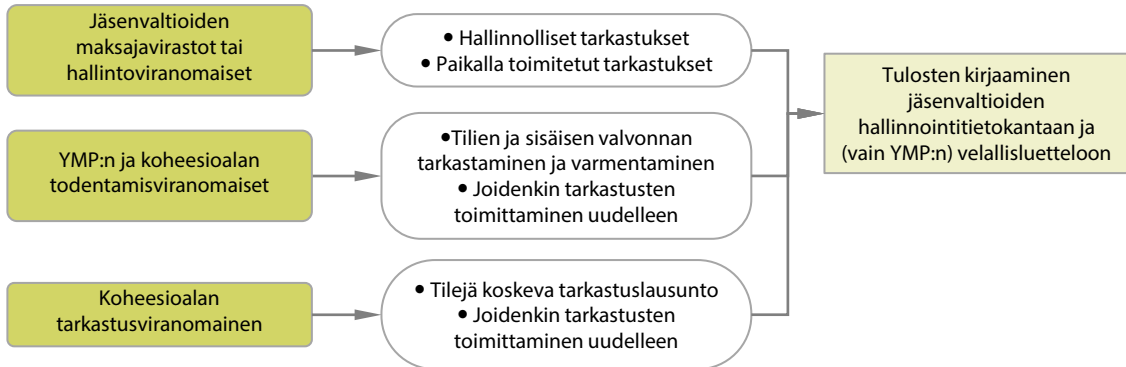 Jäsenvaltioiden
maksajavirastot tai
hallintoviranomaiset
• Hallinnolliset tarkastukset
• Paikalla toimitetut tarkastukset
Tulosten kirjaaminen
jäsenvaltioiden
hallinnointitietokantaan ja
(vain YMP:n) velallisluetteloon
YMP:n ja koheesioalan
todentamisviranomaiset
•Tilien ja sisäisen valvonnan
tarkastaminen ja varmentaminen
• Joidenkin tarkastusten
toimittaminen uudelleen
Koheesioalan
tarkastusviranomainen
• Tilejä koskeva tarkastuslausunto
• Joidenkin tarkastusten
toimittaminen uudelleen